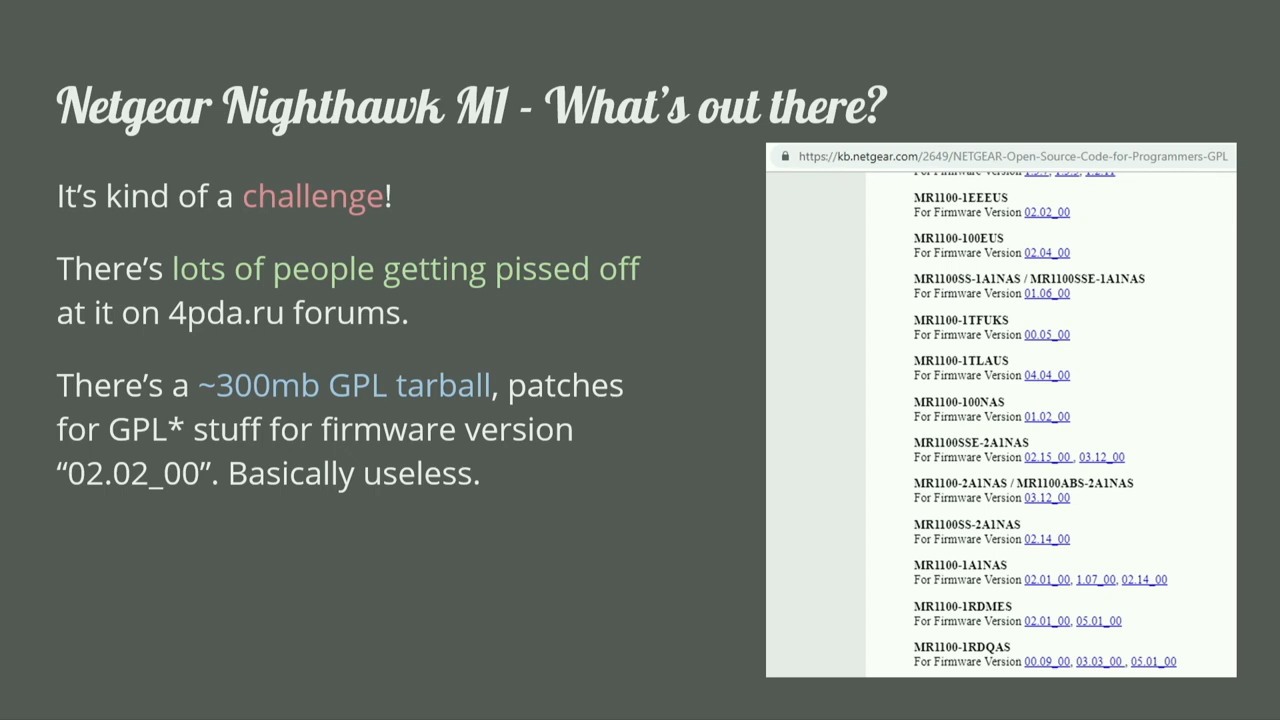 Netgear Nighthawk M1 - What's out there?
It's kind of a challenge!
There's lots of people getting pissed off
at it on 4pda.ru forums.
There's a ~300mb GPL tarball, patches
for GPL* stuff for firmware version
“02.02_00”. Basically useless.
https://kb.netgear.com/2649/NETGEAR-Open-Source-Code-for-Programmers-GPL
For Firmware Version
MR1100-1EEEUS
For Firmware Version 02.02_00
MR1100-100EUS
For Firmware Version 02.04_00
MR1100SS-1A1NAS / MR1100SSE-1A1NAS
For Firmware Version 01.06_00
MR1100-1TFUKS
For Firmware Version 00.05_00
MR1100-1TLAUS
For Firmware Version 04.04_00
MR1100-100NAS
For Firmware Version 01.02_00
MR1100SSE-2A1NAS
For Firmware Version 02.15_00 , 03.12_00
MR1100-2A1NAS / MR1100ABS-2A1NAS
For Firmware Version 03.12_00
MR1100SS-2A1NAS
For Firmware Version 02.14_00
MR1100-1A1NAS
For Firmware Version 02.01_00, 1.07_00, 02.14_00
MR1100-1RDMES
For Firmware Version 02.01_00, 05.01_00
MR1100-1RDQAS
For Firmware Version 00.09_00, 03.03_00 , 05.01_00